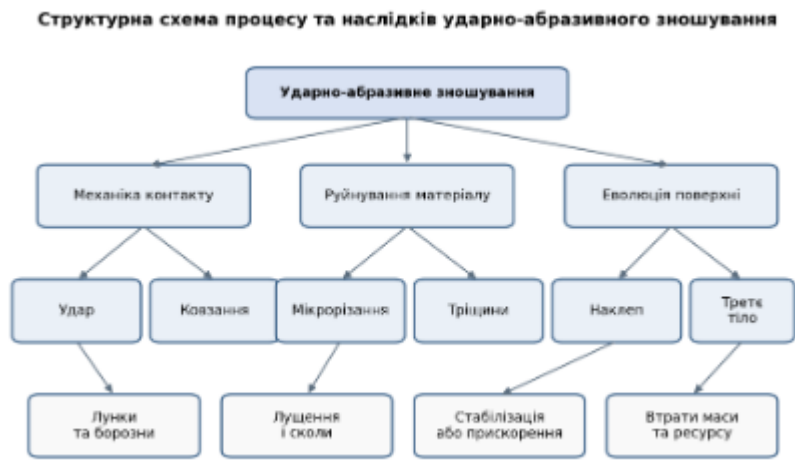 Структурна схема процесу та наслідків ударно-абразивного зношування
Ударно-абразивне зношування
Механіка контакту
Руйнування матеріалу
Еволюція поверхні
Удар
Ковзання
Мікрорізання
Тріщини
Наклеп
Третє
тіло
Лунки
та борозни
Лущення
і сколи
Стабілізація
або прискорення
Втрати маси
та ресурсу